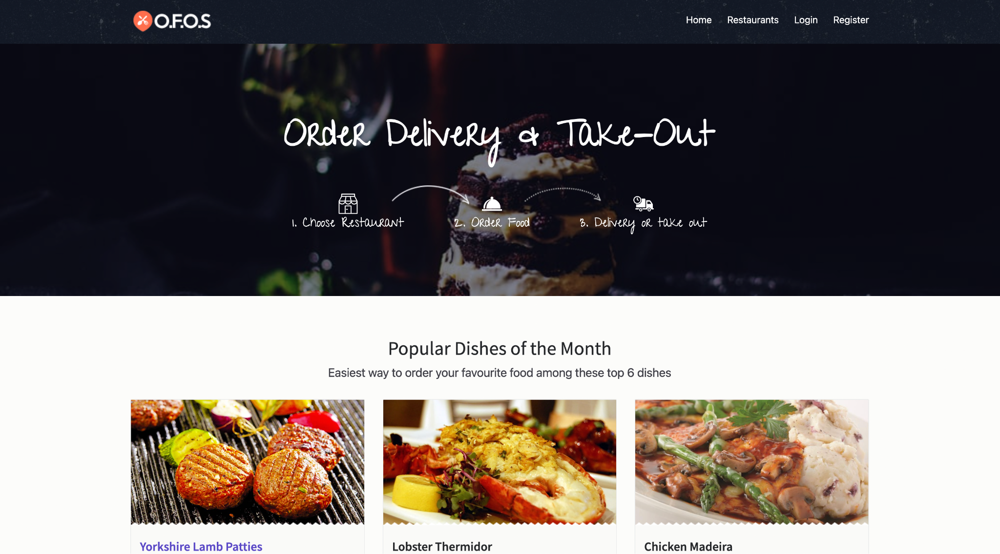 O.F.O.S
Home Restaurants Login Register
Order Delivery & Take-Out
1. Choose Restaurant
2. Order Food
3. Delivery or take out
Popular Dishes of the Month
Easiest way to order your favourite food among these top 6 dishes
Yorkshire Lamb Patties
Lobster Thermidor
Chicken Madeira